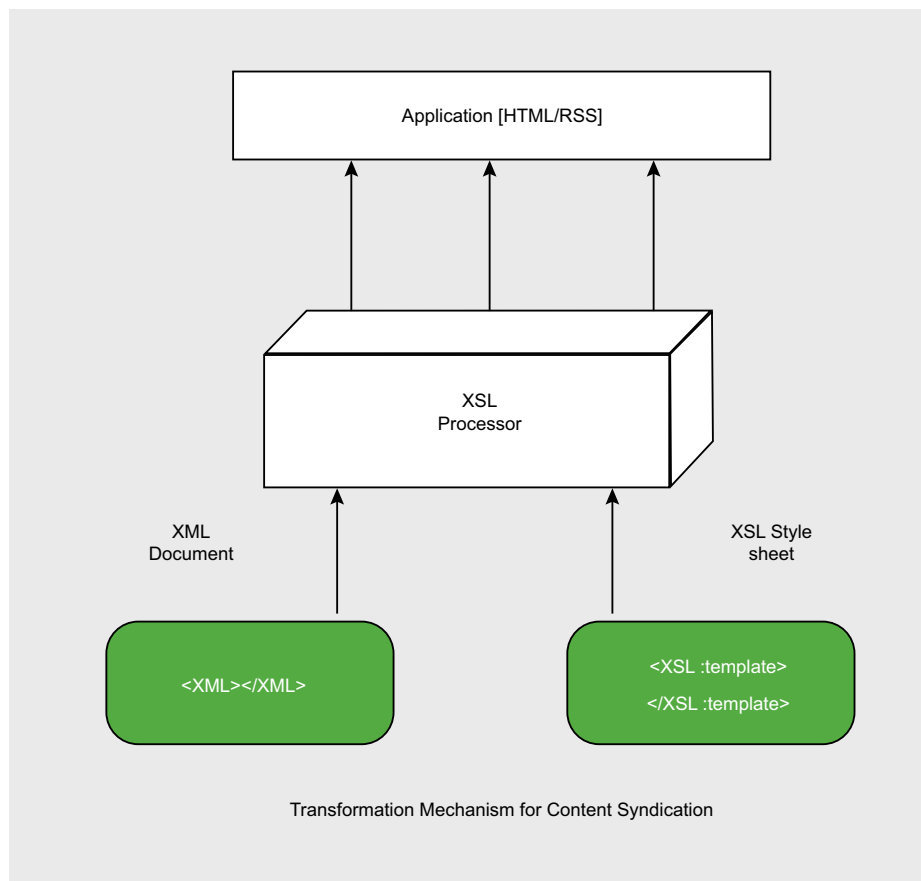 Application [HTML/RSS]
XSL
Processor
XML
Document
XSL Style
sheet
<XML></XML>
<XSL :template>
</XSL :template>
Transformation Mechanism for Content Syndication